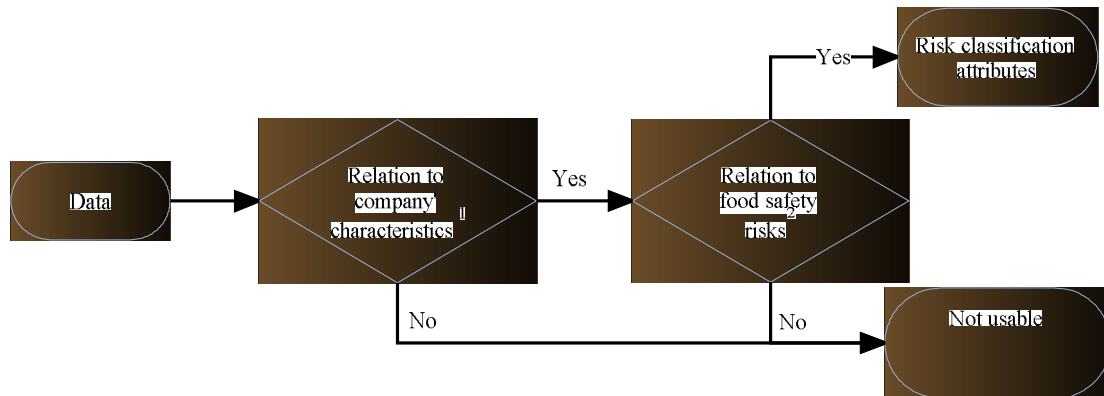 Yes
Risk classification
attributes
Data
Relation to
company'
characteristics 1
Yes
Relation to
food safety
risks 2
No
No
Not usable